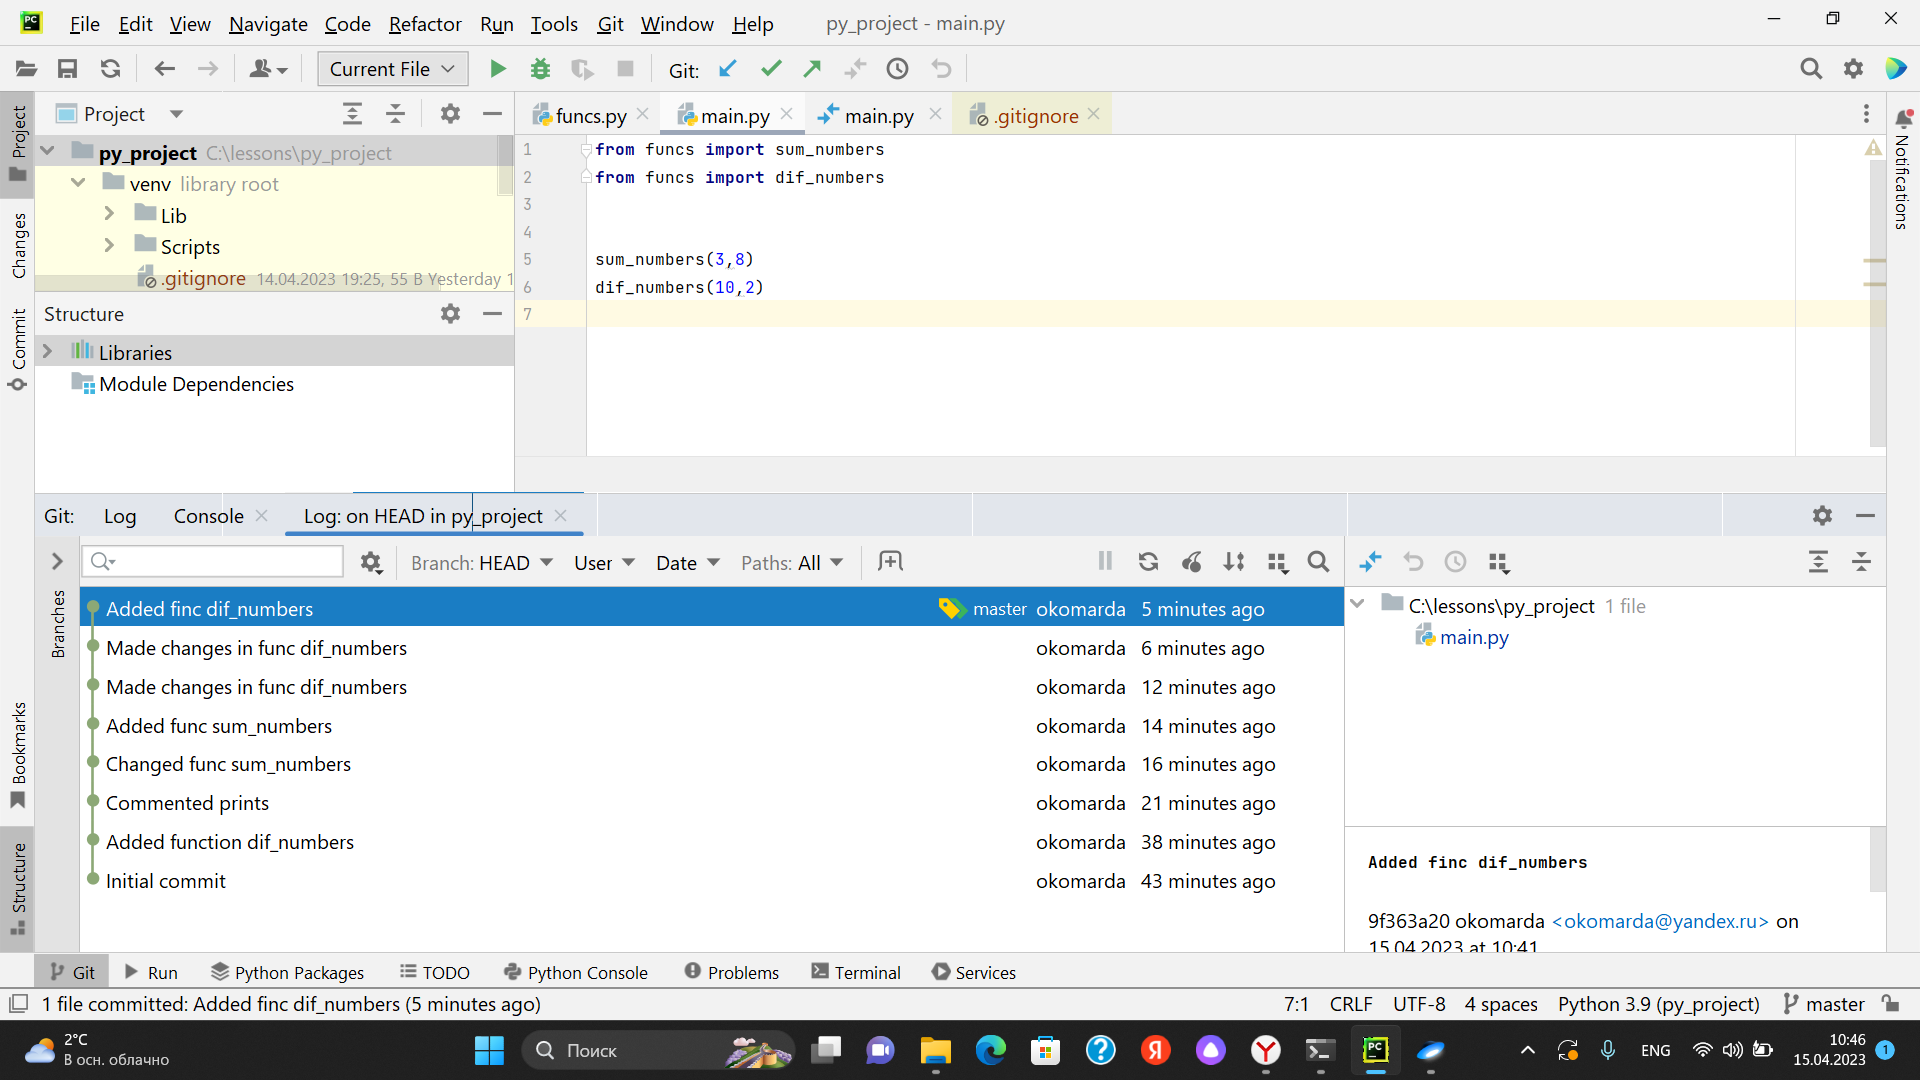 File Edit View Navigate Code Refactor Run Tools Git Window Help py_project - main.py
Current File Git:
Project
funcs.py main.py main.py .gitignore
py_project C:\lessons\py_project
venv library root
Lib
Scripts
.gitignore 14.04.2023 19:25, 55 B Yesterday 1
1 from funcs import sum_numbers
2 from funcs import dif_numbers
3
4
5 sum_numbers(3,8)
6 dif_numbers(10,2)
7
Structure
Libraries
Module Dependencies
Project
Changes
Commit
Bookmarks
Structure
Notifications
Git: Log Console Log: on HEAD in py_project
Branch: HEAD User Date Paths: All
Branches
Added finc dif_numbers master okomarda 5 minutes ago
Made changes in func dif_numbers okomarda 6 minutes ago
Made changes in func dif_numbers okomarda 12 minutes ago
Added func sum_numbers okomarda 14 minutes ago
Changed func sum_numbers okomarda 16 minutes ago
Commented prints okomarda 21 minutes ago
Added function dif_numbers okomarda 38 minutes ago
Initial commit okomarda 43 minutes ago
C:\lessons\py_project 1 file
main.py
Added finc dif_numbers
9f363a20 okomarda <okomarda@yandex.ru> on
15.04.2023 at 10:41
Git Run Python Packages TODO Python Console Problems Terminal Services
1 file committed: Added finc dif_numbers (5 minutes ago) 7:1 CRLF UTF-8 4 spaces Python 3.9 (py_project) master
2°C
В осн. облачно
Поиск
ENG
10:46
15.04.2023
1